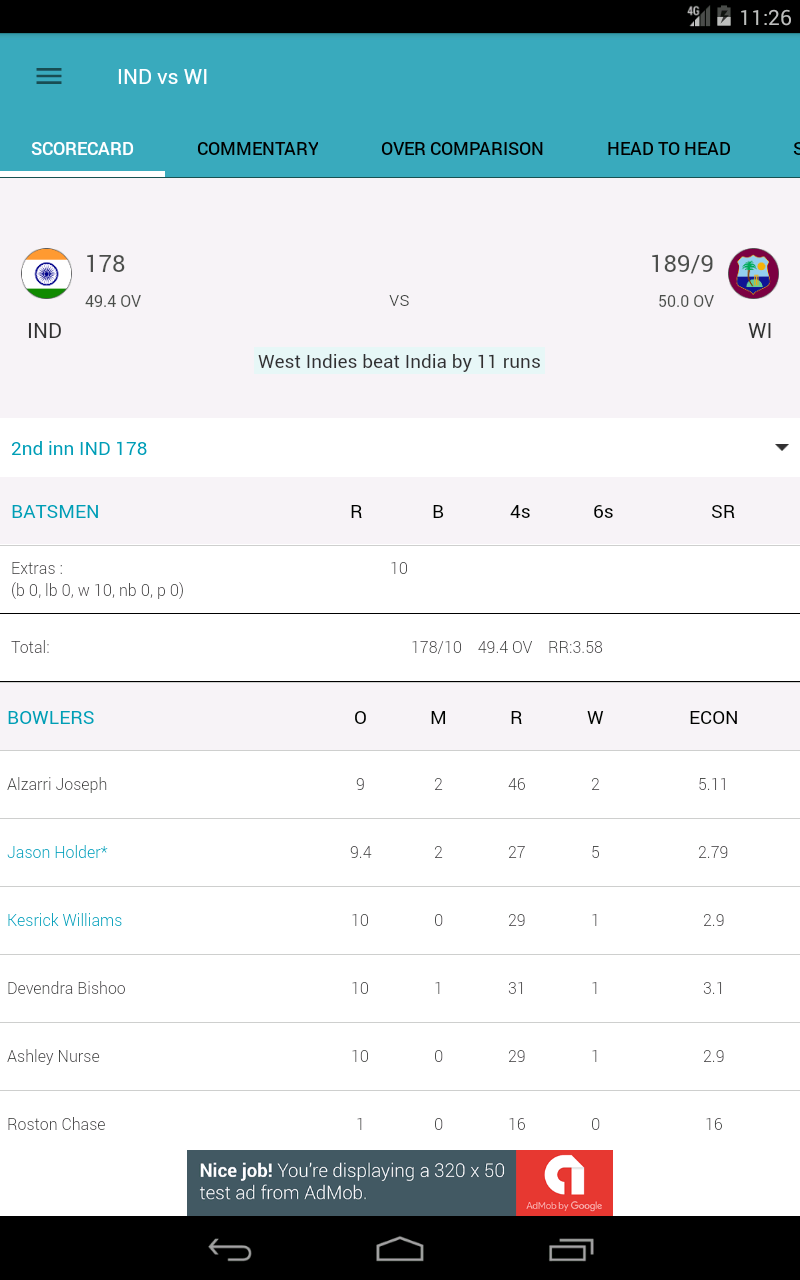 4G 11:26
IND vs WI
SCORECARD COMMENTARY OVER COMPARISON HEAD TO HEAD S
178 189/9
49.4 OV VS 50.0 OV
IND WI
West Indies beat India by 11 runs
2nd inn IND 178
BATSMEN R B 4s 6s SR
Extras : 10
(b 0, lb 0, w 10, nb 0, p 0)
Total: 178/10 49.4 OV RR:3.58
BOWLERS O M R W ECON
Alzarri Joseph 9 2 46 2 5.11
Jason Holder* 9.4 2 27 5 2.79
Kesrick Williams 10 0 29 1 2.9
Devendra Bishoo 10 1 31 1 3.1
Ashley Nurse 10 0 29 1 2.9
Roston Chase 1 0 16 0 16
Nice job! You're displaying a 320 x 50
test ad from AdMob.
AdMob by Google